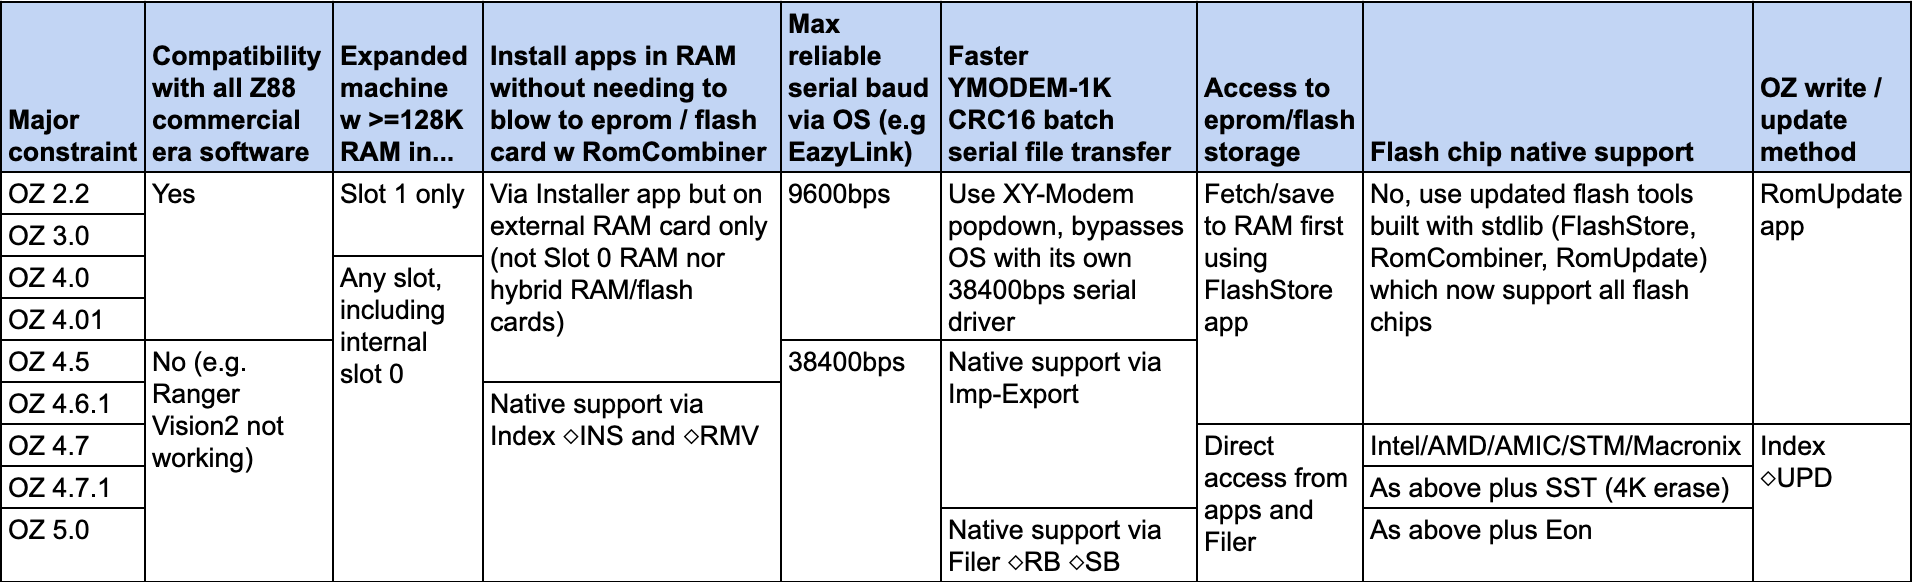 Major
constraint
Compatibility
with all Z88
commercial
era software
Expanded
machine
w >=128K
RAM in...
Install apps in RAM
without needing to
blow to eprom / flash
card w RomCombiner
Max
reliable
serial baud
via OS (e.g
EazyLink)
Faster
YMODEM-1K
CRC16 batch
serial file transfer
Access to
eprom/flash
storage
Flash chip native support
OZ write /
update
method
OZ 2.2
OZ 3.0
OZ 4.0
OZ 4.01
OZ 4.5
OZ 4.6.1
OZ 4.7
OZ 4.7.1
OZ 5.0
Yes
No (e.g.
Ranger
Vision2 not
working)
Slot 1 only
Any slot,
including
internal
slot 0
Via Installer app but on
external RAM card only
(not Slot 0 RAM nor
hybrid RAM/flash
cards)
Native support via
Index ◇INS and ◇RMV
9600bps
38400bps
Use XY-Modem
popdown, bypasses
OS with its own
38400bps serial
driver
Native support via
Imp-Export
Native support via
Filer ◇RB ◇SB
Fetch/save
to RAM first
using
FlashStore
app
Direct
access from
apps and
Filer
No, use updated flash tools
built with stdlib (FlashStore,
RomCombiner, RomUpdate)
which now support all flash
chips
Intel/AMD/AMIC/STM/Macronix
As above plus SST (4K erase)
As above plus Eon
RomUpdate
app
Index
◇UPD